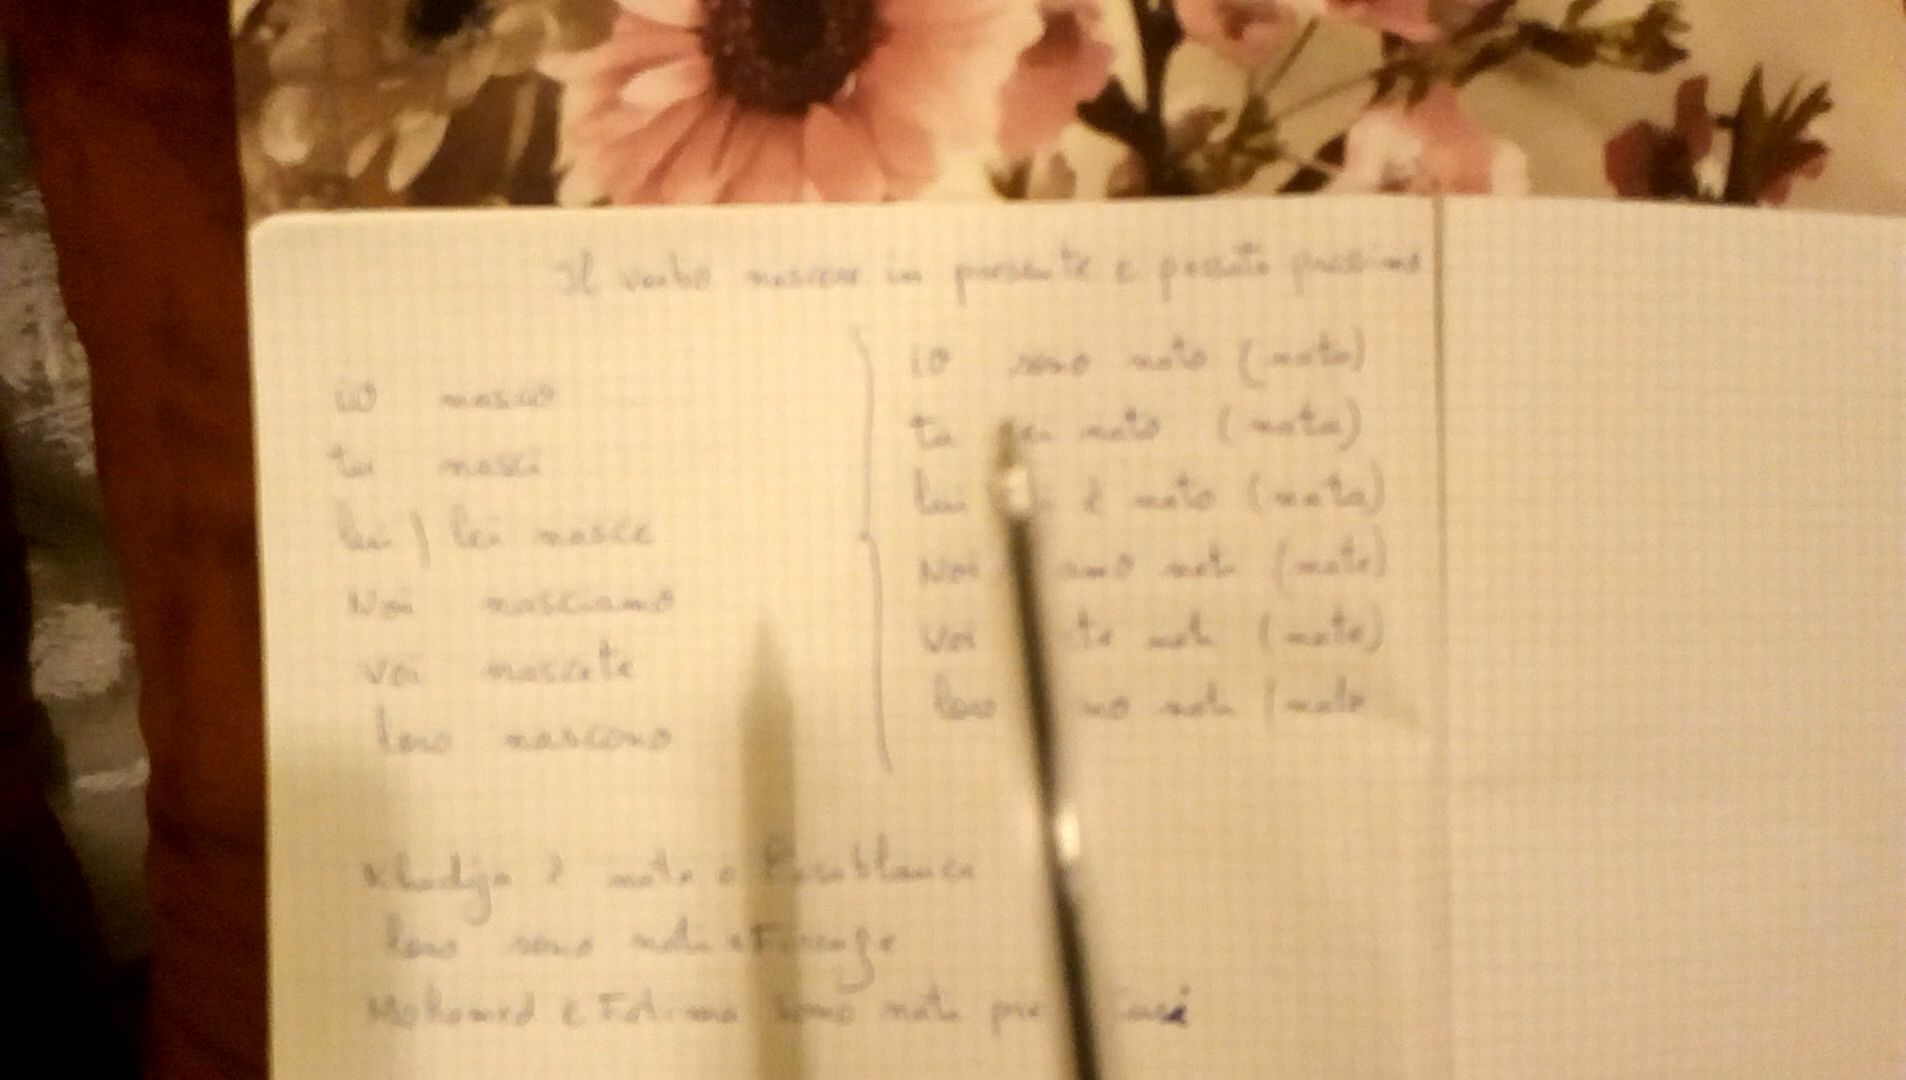 Il verbo nascere in presente e passato prossimo
io nasco
tu nasci
lui / lei nasce
Noi nasciamo
voi nascete
loro nascono
io sono nato (nata)
tu sei nato (nata)
lui è nato (nata)
Noi nati (nate)
Voi nati (nate)
loro nati (nate
Khadija è nata a Casablanca
loro sono nati a Firenze
Mohamed e Fatima sono nati